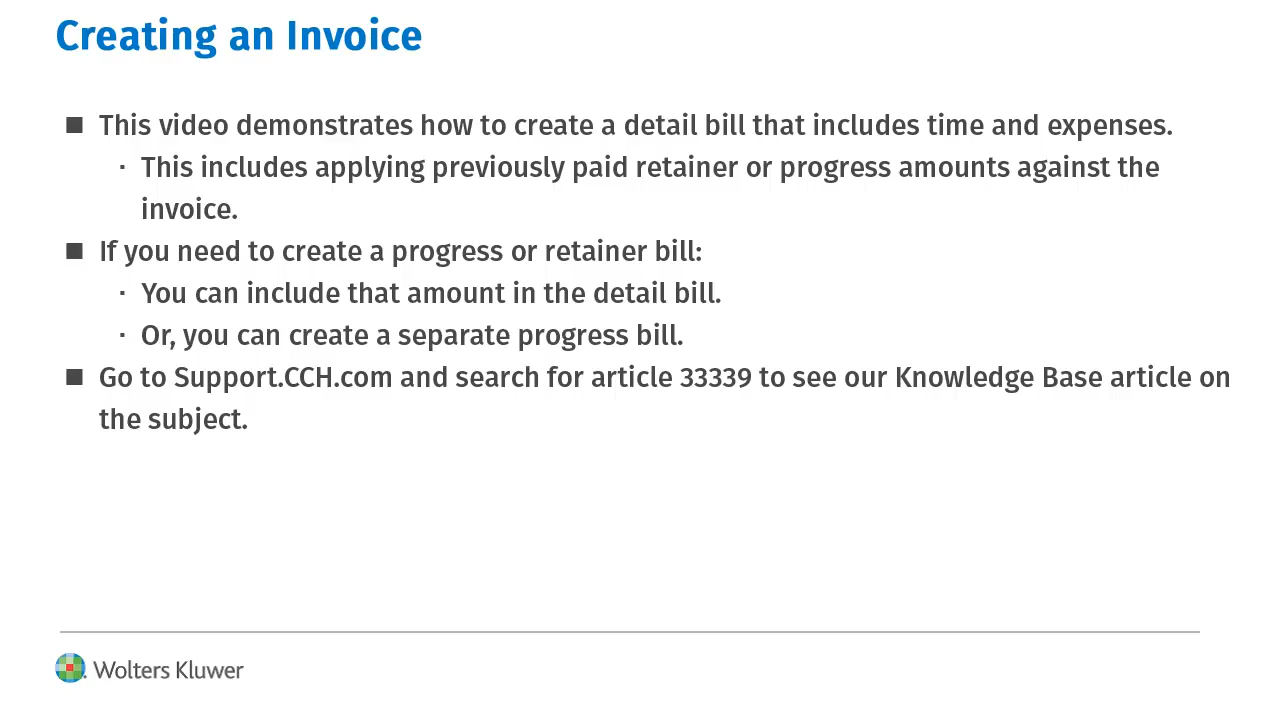 Creating an Invoice
■ This video demonstrates how to create a detail bill that includes time and expenses.
· This includes applying previously paid retainer or progress amounts against the
invoice.
■ If you need to create a progress or retainer bill:
· You can include that amount in the detail bill.
· Or, you can create a separate progress bill.
■ Go to Support.CCH.com and search for article 33339 to see our Knowledge Base article on
the subject.
Wolters Kluwer